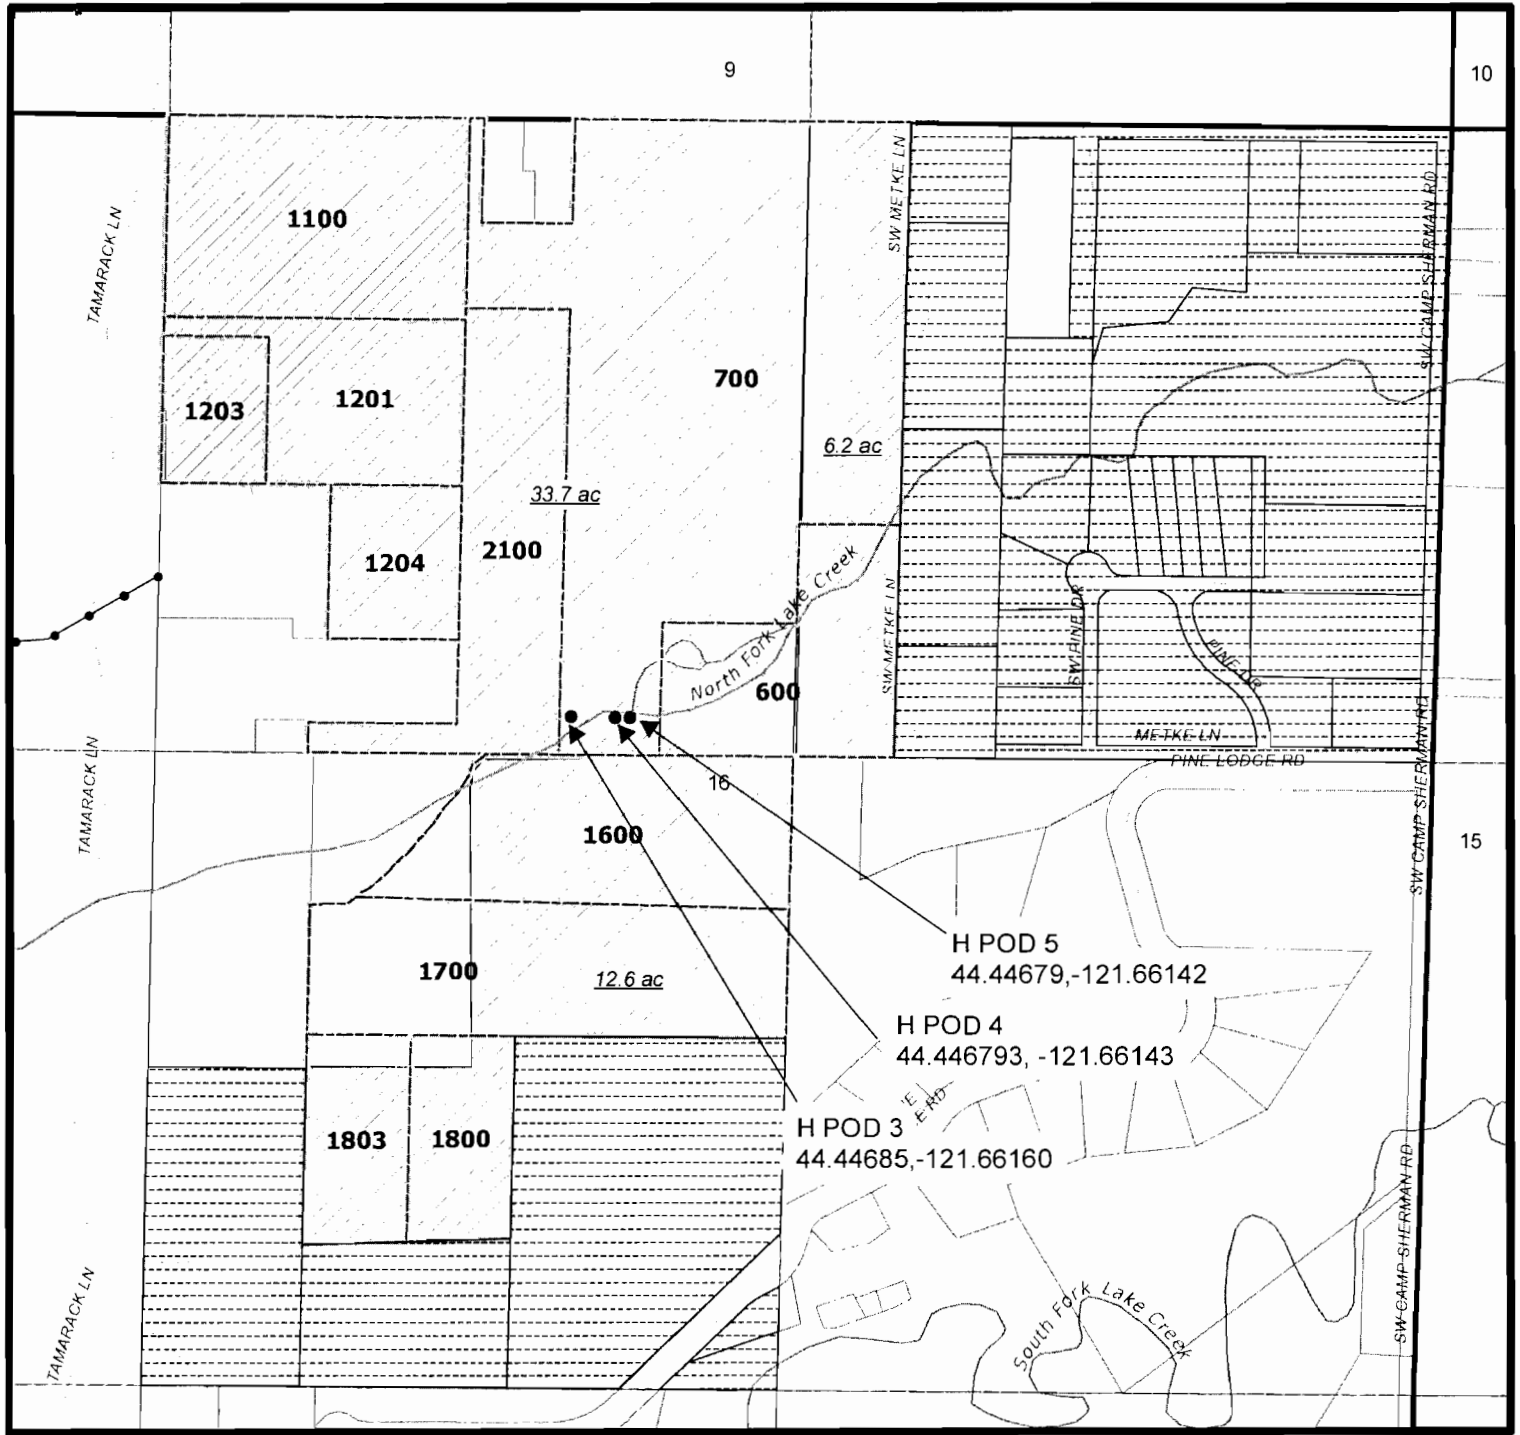 9
10
TAMARACK LN
1100
SW METKE LN
SW CAMP SHERMAN RD
700
1203
1201
6.2 ac
33.7 ac
2100
1204
North Fork Lake Creek
600
SW METKE LN
SW PINE DR
PINE DR
METKE LN
PINE LODGE RD
TAMARACK LN
16
SW CAMP SHERMAN RD
1600
15
1700
12.6 ac
H POD 5
44.44679,-121.66142
H POD 4
44.446793, -121.66143
E RD
H POD 3
44.44685,-121.66160
1803
1800
TAMARACK LN
South Fork Lake Creek
SW CAMP SHERMAN RD